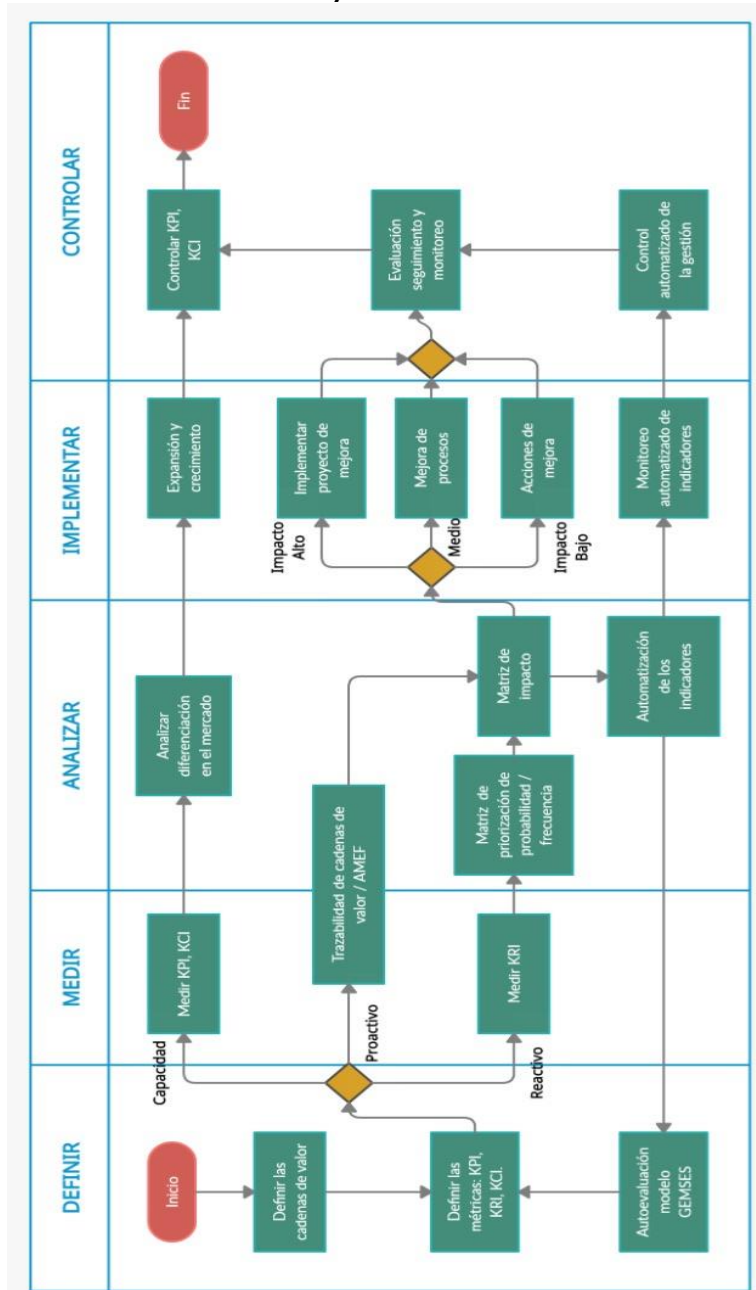 DEFINIR
MEDIR
ANALIZAR
IMPLEMENTAR
CONTROLAR
Inicio
Definir las
cadenas de valor
Definir las
métricas: KPI,
KRI, KCI.
Autoevaluación
modelo
GEMSES
Capacidad
Proactivo
Reactivo
Medir KPI, KCI
Trazabilidad de cadenas de
valor / AMEF
Medir KRI
Analizar
diferenciación
en el mercado
Matriz de
priorización de
probabilidad /
frecuencia
Matriz de
impacto
Automatización
de los
indicadores
Expansión y
crecimiento
Impacto
Alto
Medio
Impacto
Bajo
Implementar
proyecto de
mejora
Mejora de
procesos
Acciones de
mejora
Monitoreo
automatizado de
indicadores
Controlar KPI,
KCI
Fin
Evaluación
seguimiento y
monitoreo
Control
automatizado de
la gestión